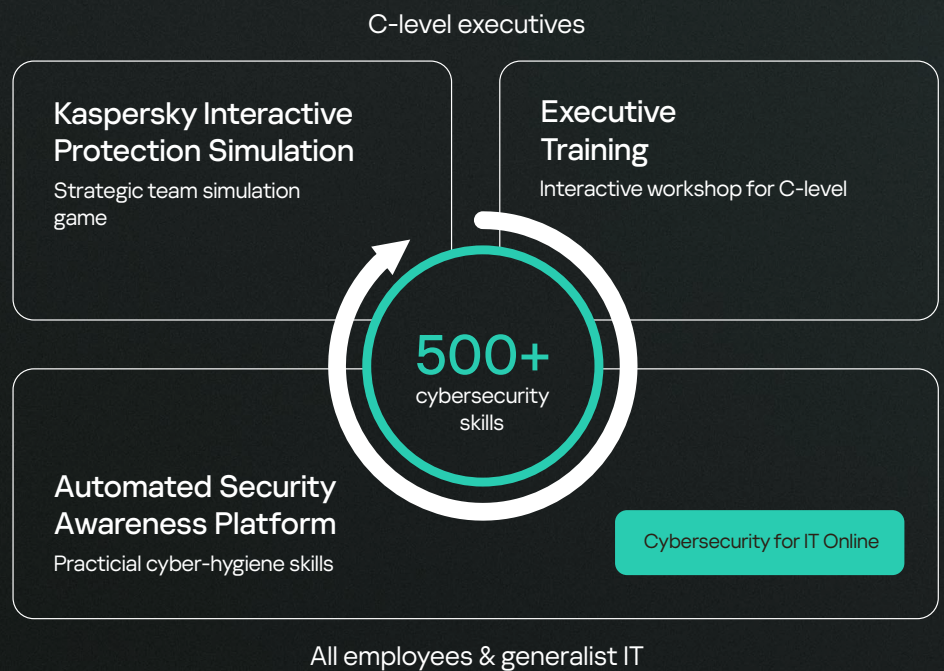 C-level executives
Kaspersky Interactive
Protection Simulation
Strategic team simulation
game
Executive
Training
Interactive workshop for C-level
500+
cybersecurity
skills
Automated Security
Awareness Platform
Practicial cyber-hygiene skills
Cybersecurity for IT Online
All employees & generalist IT